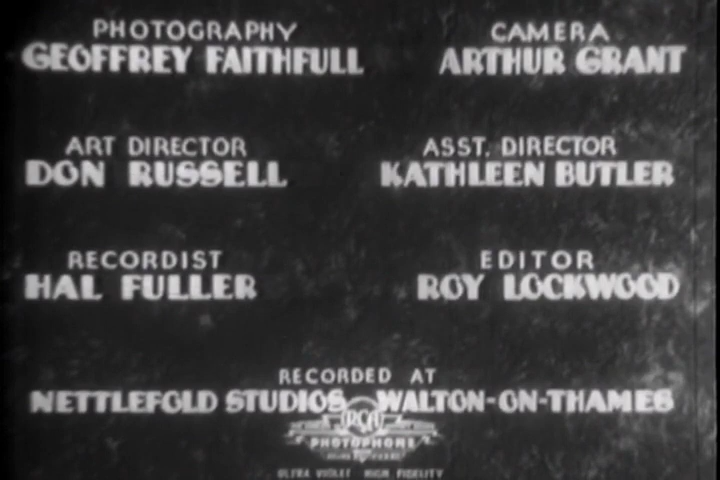 PHOTOGRAPHY CAMERA
GEOFFREY FAITHFULL ARTHUR GRANT
ART DIRECTOR ASST. DIRECTOR
DON RUSSELL KATHLEEN BUTLER
RECORDIST EDITOR
HAL FULLER ROY LOCKWOOD
RECORDED AT
NETTLEFOLD STUDIOS WALTON-ON-THAMES
RCA
PHOTOPHONE
ULTRA VIOLET HIGH FIDELITY